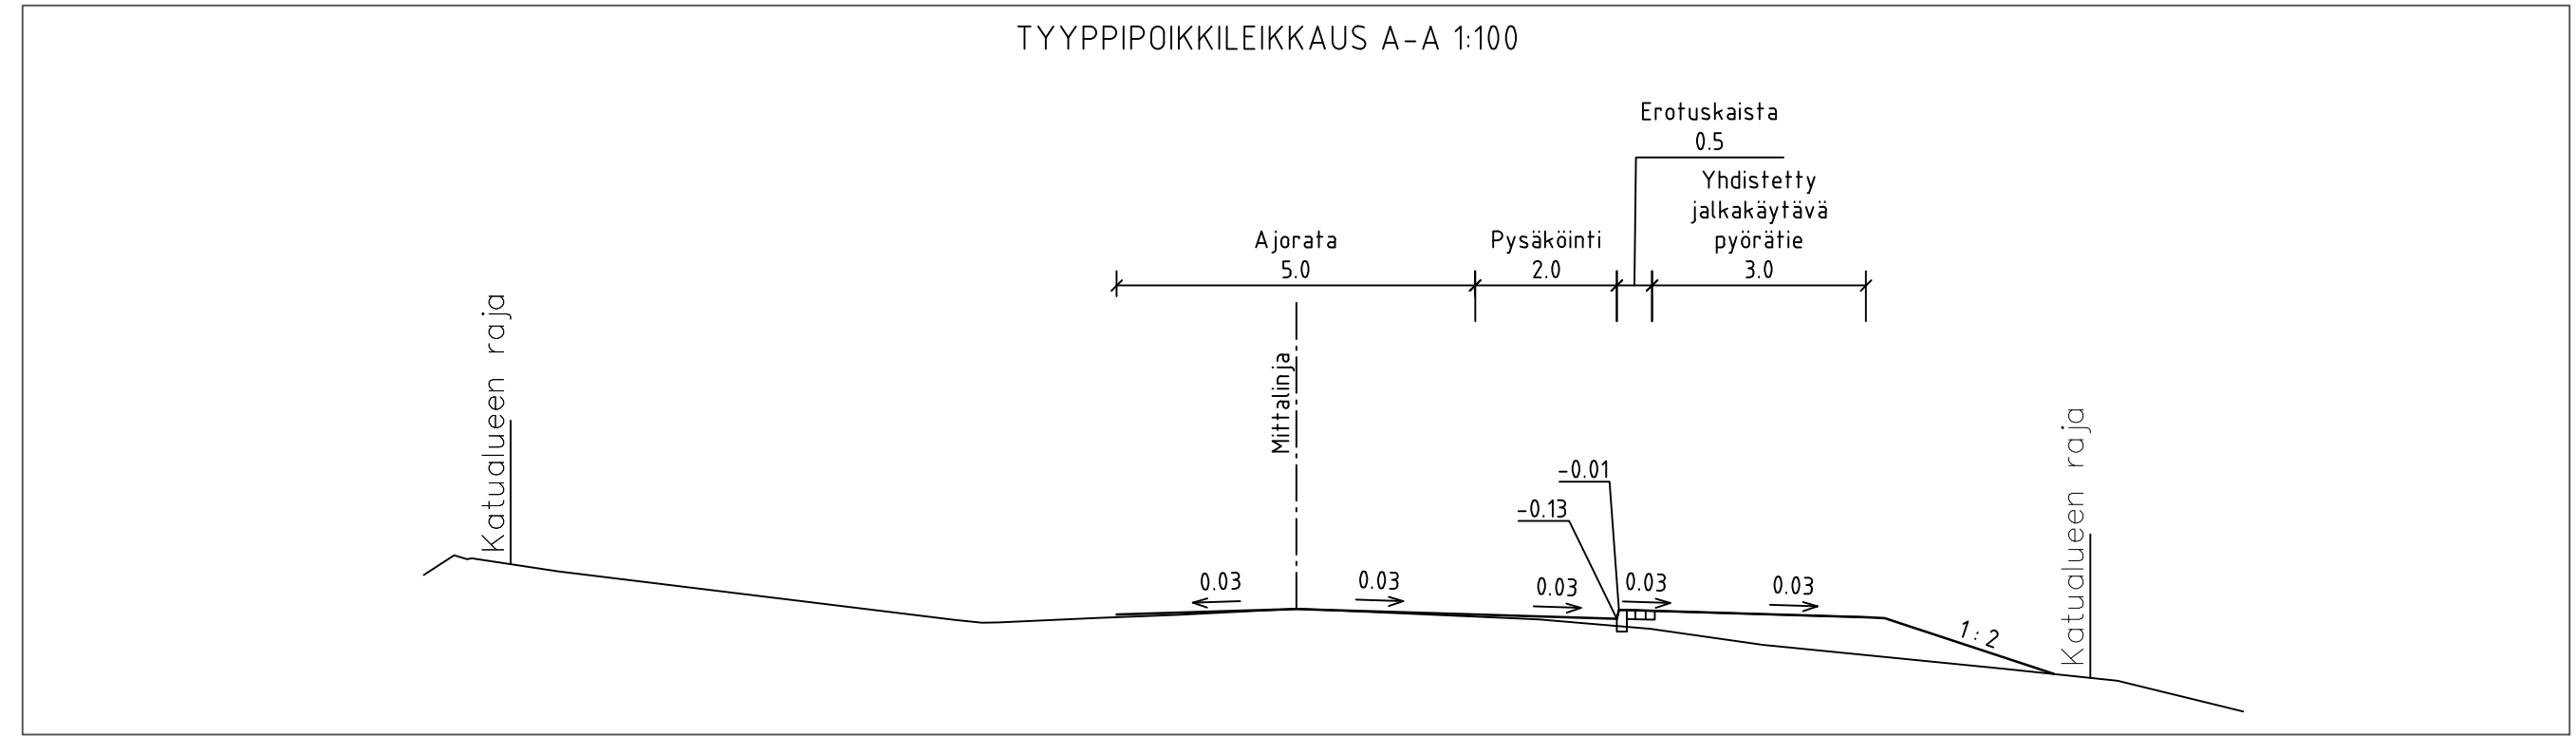 TYYPPIPOIKKILEIKKAUS A-A 1:100
Erotuskaista
0.5
Yhdistetty
jalkakäytävä
pyörätie
3.0
Ajorata
5.0
Pysäköinti
2.0
Katualueen raja
Mittalinja
Katualueen raja
-0.01
-0.13
0.03
0.03
0.03
0.03
0.03
1:2